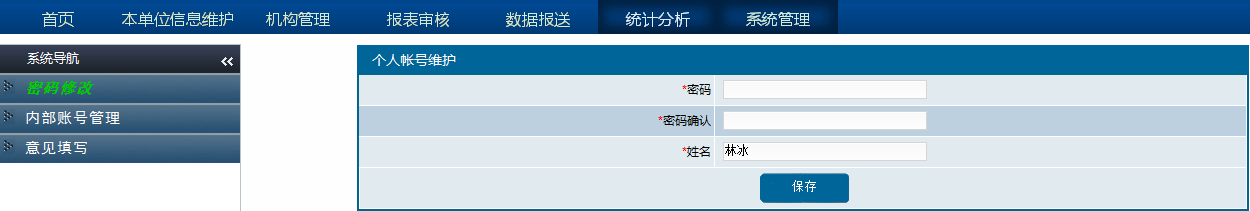 首页 本单位信息维护 机构管理 报表审核 数据报送 统计分析 系统管理
系统导航
密码修改
内部账号管理
意见填写
个人帐号维护
*密码
*密码确认
*姓名 林冰
保存